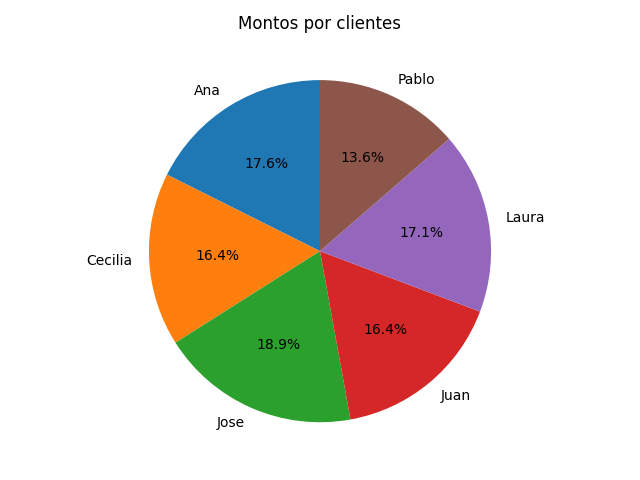 Montos por clientes
Pablo
Ana
13.6%
17.6%
Laura
17.1%
16.4%
Cecilia
16.4%
18.9%
Juan
Jose